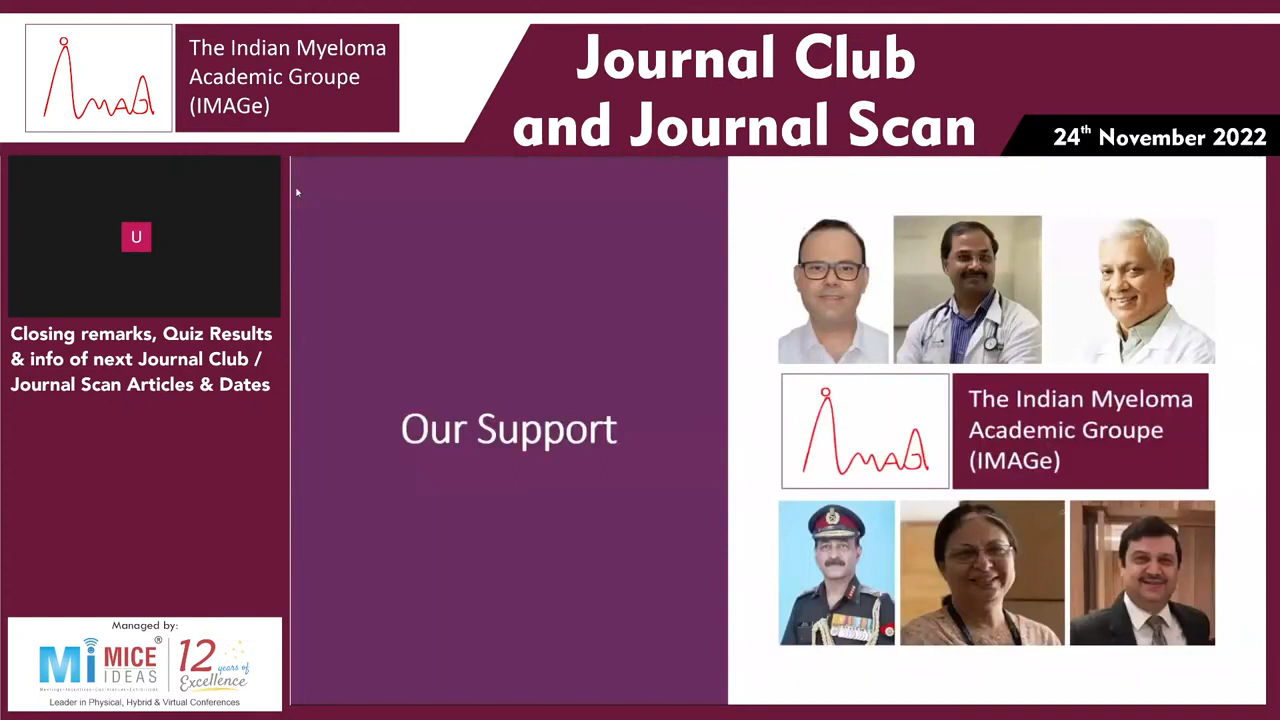 ımAGe
The Indian Myeloma
Academic Groupe
(IMAGe)
Journal Club
and Journal Scan
24th November 2022
U
Closing remarks, Quiz Results
& info of next Journal Club /
Journal Scan Articles & Dates
Our Support
The Indian Myeloma
Academic Groupe
(IMAGe)
Managed by:
Mi MICE IDEAS®
12 years of Excellence
Leader in Physical, Hybrid & Virtual Conferences